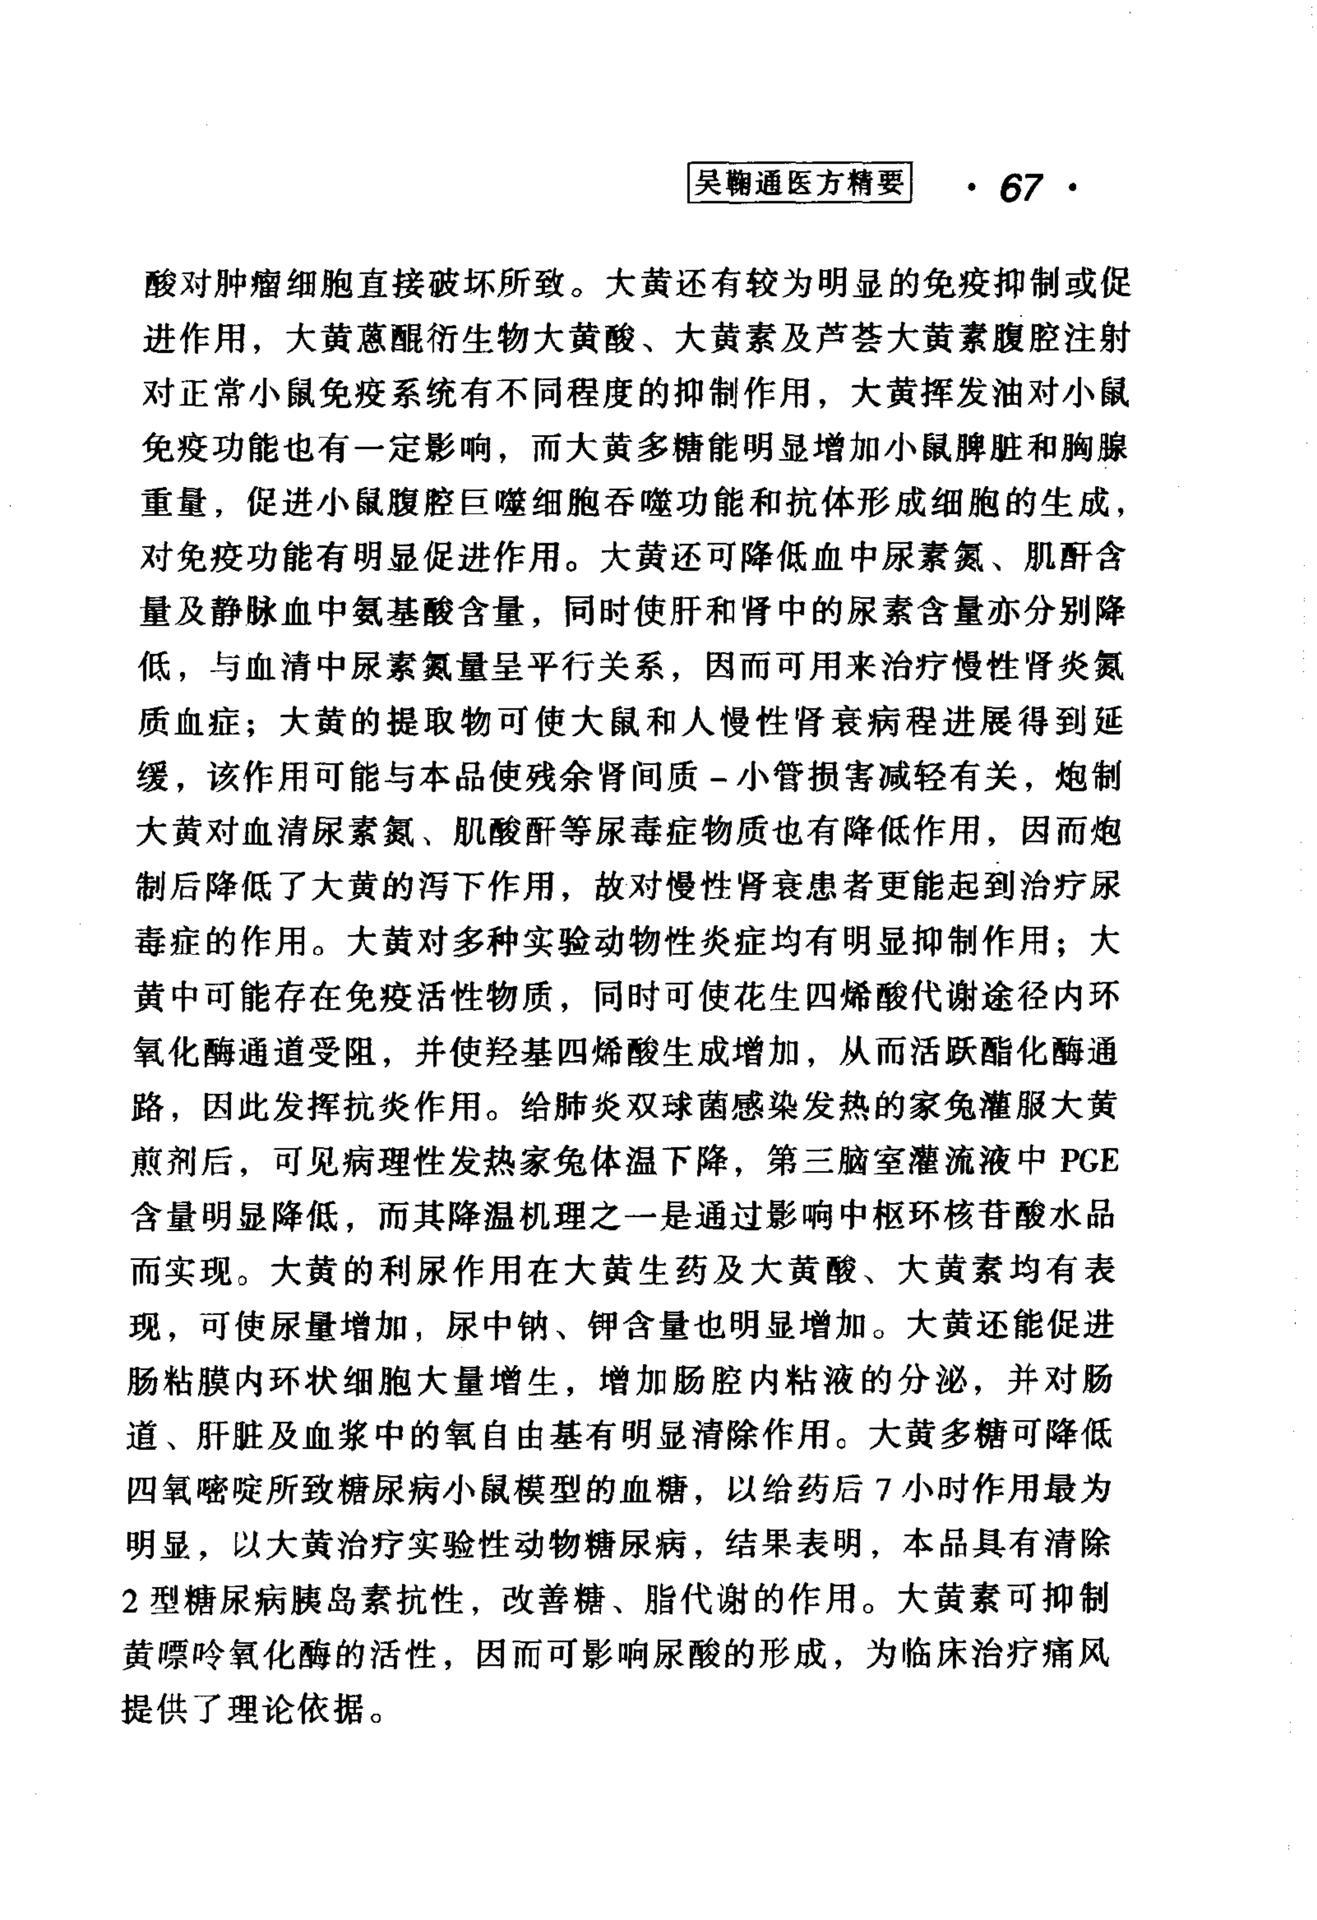 吴鞠通医方精要 · 67 ·
酸对肿瘤细胞直接破坏所致。大黄还有较为明显的免疫抑制或促
进作用，大黄蒽醌衍生物大黄酸、大黄素及芦荟大黄素腹腔注射
对正常小鼠免疫系统有不同程度的抑制作用，大黄挥发油对小鼠
免疫功能也有一定影响，而大黄多糖能明显增加小鼠脾脏和胸腺
重量，促进小鼠腹腔巨噬细胞吞噬功能和抗体形成细胞的生成，
对免疫功能有明显促进作用。大黄还可降低血中尿素氮、肌酐含
量及静脉血中氨基酸含量，同时使肝和肾中的尿素含量亦分别降
低，与血清中尿素氮量呈平行关系，因而可用来治疗慢性肾炎氮
质血症；大黄的提取物可使大鼠和人慢性肾衰病程进展得到延
缓，该作用可能与本品使残余肾间质－小管损害减轻有关，炮制
大黄对血清尿素氮、肌酸酐等尿毒症物质也有降低作用，因而炮
制后降低了大黄的泻下作用，故对慢性肾衰患者更能起到治疗尿
毒症的作用。大黄对多种实验动物性炎症均有明显抑制作用；大
黄中可能存在免疫活性物质，同时可使花生四烯酸代谢途径内环
氧化酶通道受阻，并使羟基四烯酸生成增加，从而活跃酯化酶通
路，因此发挥抗炎作用。给肺炎双球菌感染发热的家兔灌服大黄
煎剂后，可见病理性发热家兔体温下降，第三脑室灌流液中 PGE
含量明显降低，而其降温机理之一是通过影响中枢环核苷酸水品
而实现。大黄的利尿作用在大黄生药及大黄酸、大黄素均有表
现，可使尿量增加，尿中钠、钾含量也明显增加。大黄还能促进
肠粘膜内环状细胞大量增生，增加肠腔内粘液的分泌，并对肠
道、肝脏及血浆中的氧自由基有明显清除作用。大黄多糖可降低
四氧嘧啶所致糖尿病小鼠模型的血糖，以给药后 7 小时作用最为
明显，以大黄治疗实验性动物糖尿病，结果表明，本品具有清除
2 型糖尿病胰岛素抗性，改善糖、脂代谢的作用。大黄素可抑制
黄嘌呤氧化酶的活性，因而可影响尿酸的形成，为临床治疗痛风
提供了理论依据。